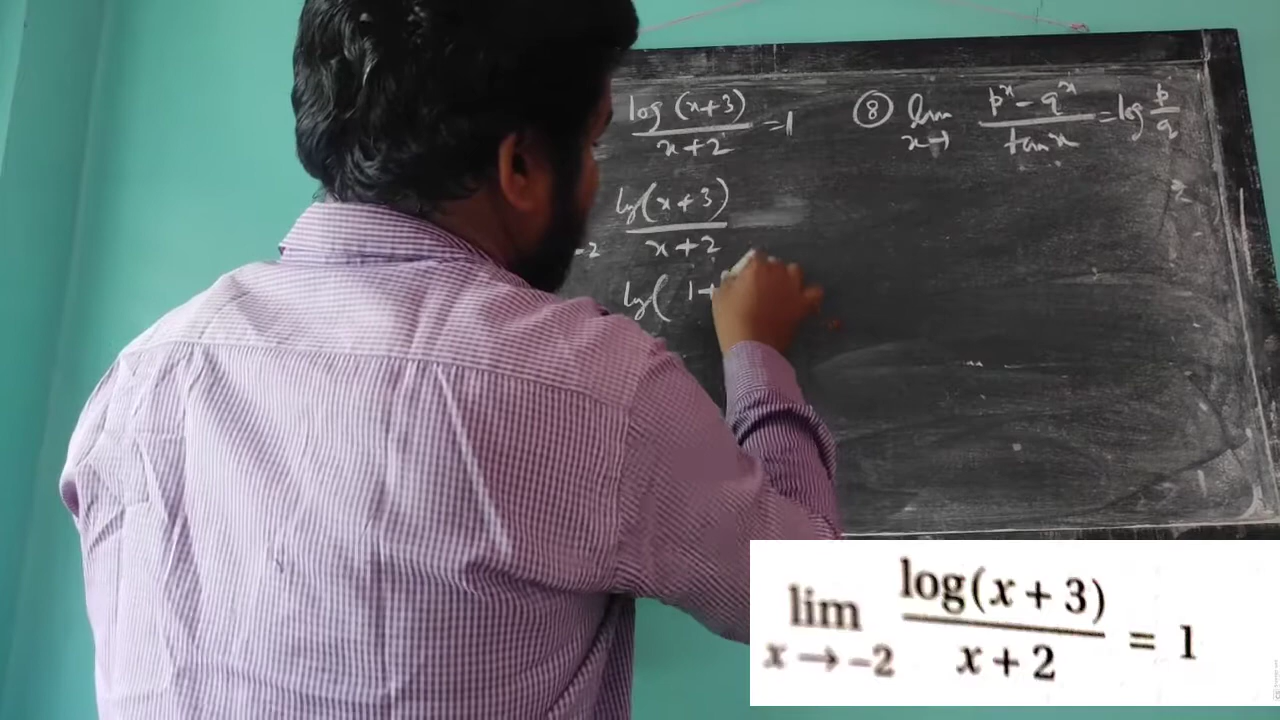 log (x+3) / x+2 = 1
⑧ lim x→1 p^x - q^x / tan x = log p/q
log(x+3) / x+2
=2
log( 1+
lim x → -2 log(x + 3) / x + 2 = 1